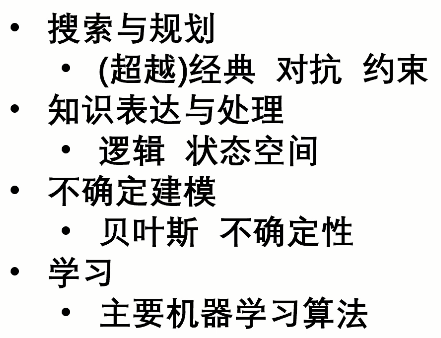 • 搜索与规划
• (超越)经典 对抗 约束
• 知识表达与处理
• 逻辑 状态空间
• 不确定建模
• 贝叶斯 不确定性
• 学习
• 主要机器学习算法